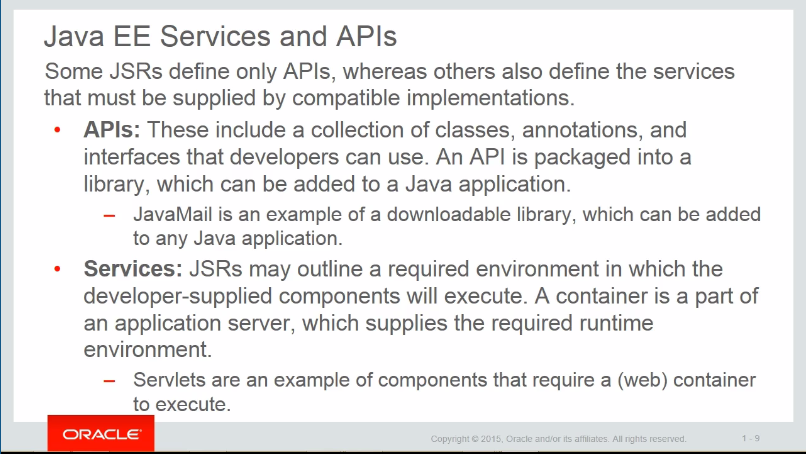 Java EE Services and APIs
Some JSRs define only APIs, whereas others also define the services
that must be supplied by compatible implementations.
• APIs: These include a collection of classes, annotations, and
interfaces that developers can use. An API is packaged into a
library, which can be added to a Java application.
– JavaMail is an example of a downloadable library, which can be added
to any Java application.
• Services: JSRs may outline a required environment in which the
developer-supplied components will execute. A container is a part of
an application server, which supplies the required runtime
environment.
– Servlets are an example of components that require a (web) container
to execute.
ORACLE
Copyright © 2015, Oracle and/or its affiliates. All rights reserved.
1 - 9